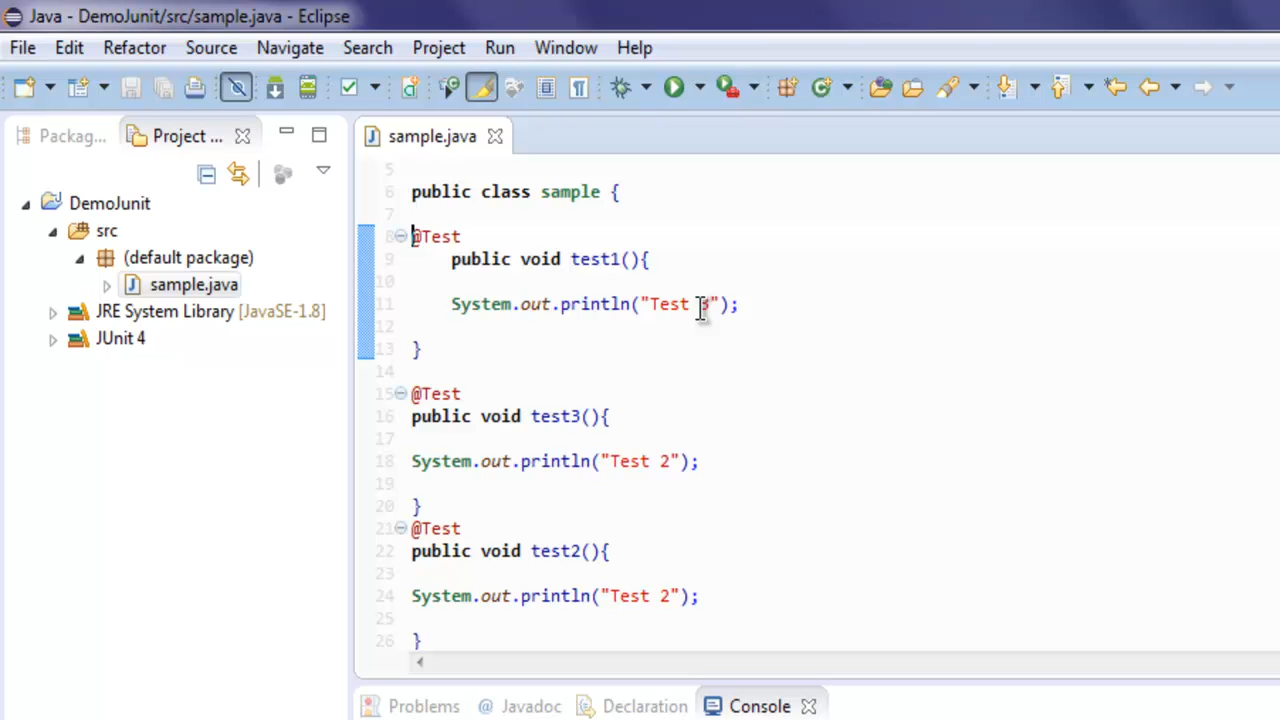 Java - DemoJunit/src/sample.java - Eclipse
File Edit Refactor Source Navigate Search Project Run Window Help
Packag... Project ...
DemoJunit
src
(default package)
sample.java
JRE System Library [JavaSE-1.8]
JUnit 4
sample.java
5
6 public class sample {
7
8 @Test
9 public void test1(){
10
11 System.out.println("Test ");
12
13 }
14
15 @Test
16 public void test3(){
17
18 System.out.println("Test 2");
19
20 }
21 @Test
22 public void test2(){
23
24 System.out.println("Test 2");
25
26 }
Problems @ Javadoc Declaration Console